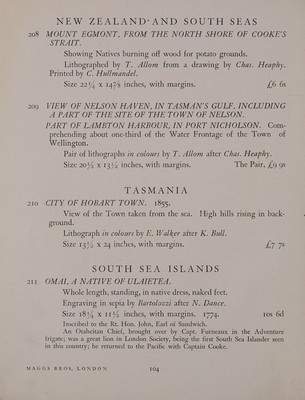 NEW ZEALAND AND SOUTH SEAS
208 MOUNT EGMONT, FROM THE NORTH SHORE OF COOKE'S
STRAIT.
Showing Natives burning off wood for potato grounds.
Lithographed by T. Allom from a drawing by Chas. Heaphy.
Printed by C. Hullmandel.
Size 22¼ x 14⅞ inches, with margins. £6 6s
209 VIEW OF NELSON HAVEN, IN TASMAN'S GULF, INCLUDING
A PART OF THE SITE OF THE TOWN OF NELSON.
PART OF LAMBTON HARBOUR, IN PORT NICHOLSON. Com-
prehending about one-third of the Water Frontage of the Town of
Wellington.
Pair of lithographs in colours by T. Allom after Chas. Heaphy.
Size 20½ x 13½ inches, with margins. The Pair, £9 9s
TASMANIA
210 CITY OF HOBART TOWN. 1855.
View of the Town taken from the sea. High hills rising in back-
ground.
Lithograph in colours by E. Walker after K. Bull.
Size 13½ x 24 inches, with margins. £7 7s
SOUTH SEA ISLANDS
211 OMAI, A NATIVE OF ULAIETEA.
Whole length, standing, in native dress, naked feet.
Engraving in sepia by Bartolozzi after N. Dance.
Size 18¼ x 11½ inches, with margins. 1774. 10s 6d
Inscribed to the Rt. Hon. John, Earl of Sandwich.
An Otaheitan Chief, brought over by Capt. Furneaux in the Adventure
frigate; was a great lion in London Society, being the first South Sea Islander seen
in this country; he returned to the Pacific with Captain Cooke.
MAGGS BROS, LONDON 104